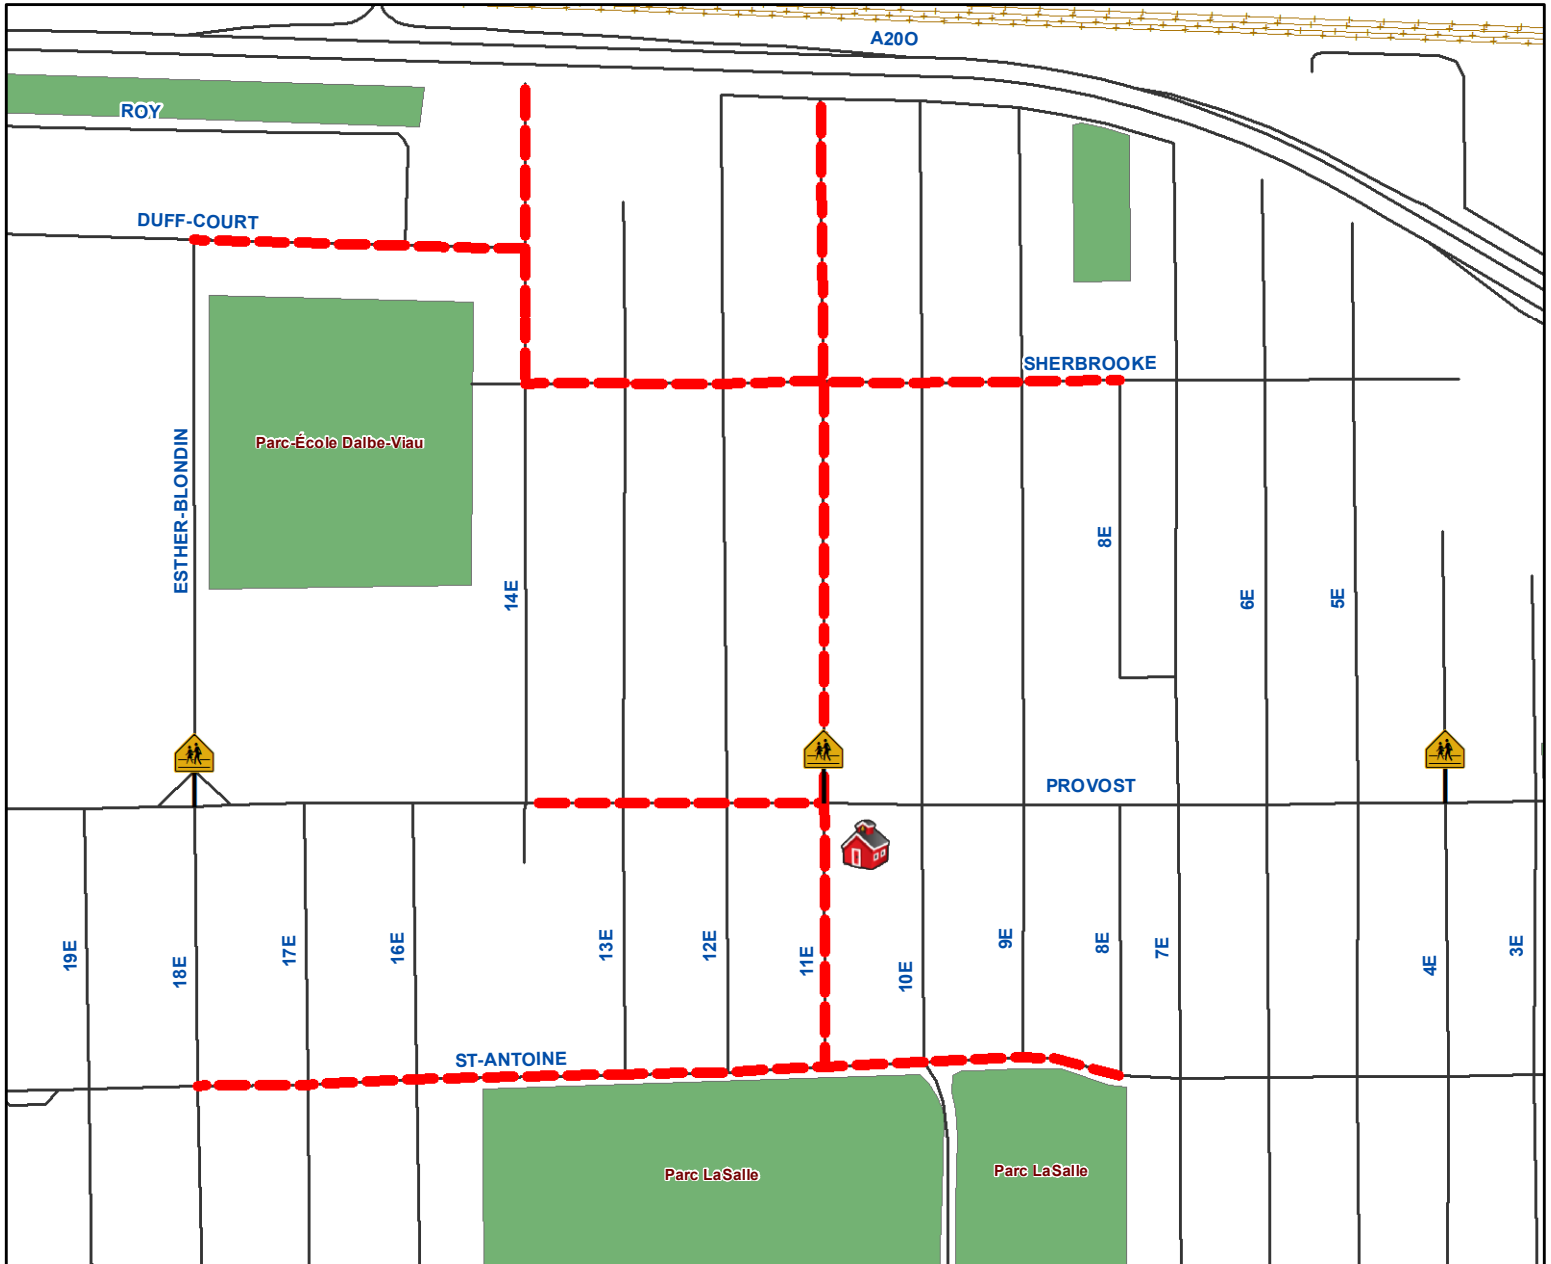 A20O
ROY
DUFF-COURT
SHERBROOKE
Parc-École Dalbe-Viau
ESTHER-BLONDIN
8E
14E
6E
5E
PROVOST
19E
18E
17E
16E
13E
12E
11E
10E
9E
8E
7E
4E
3E
ST-ANTOINE
Parc LaSalle
Parc LaSalle